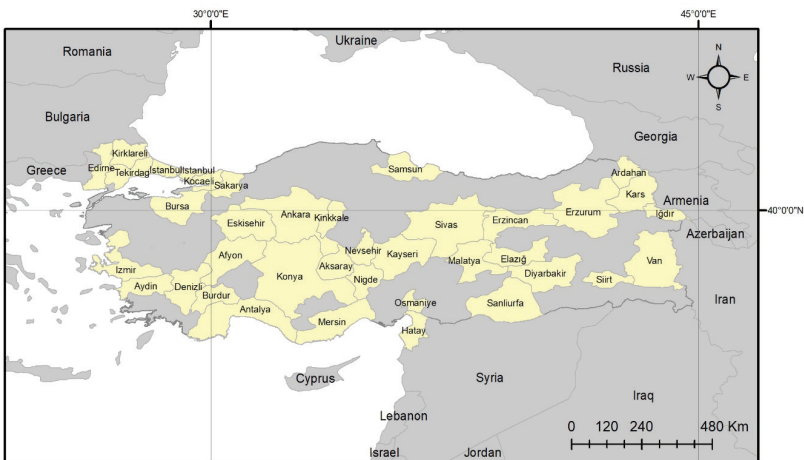 30°0'0"E
45°0'0"E
Ukraine
Romania
Russia
N
W
E
S
Bulgaria
Georgia
Kirklareli
Edirne
Tekirdag
İstanbul
İstanbul
Kocaeli
Sakarya
Samsun
Greece
Ardahan
Kars
Armenia
Bursa
Ankara
Kirikkale
Eskisehir
Sivas
Erzincan
Erzurum
Iğdır
40°0'0"N
Azerbaijan
Afyon
Nevsehir
Kayseri
Malatya
Elazığ
Van
Izmir
Konya
Aksaray
Diyarbakir
Aydin
Denizli
Nigde
Siirt
Burdur
Antalya
Osmaniye
Sanliurfa
Iran
Mersin
Hatay
Cyprus
Syria
Iraq
Lebanon
0 120 240 480 Km
Israel
Jordan